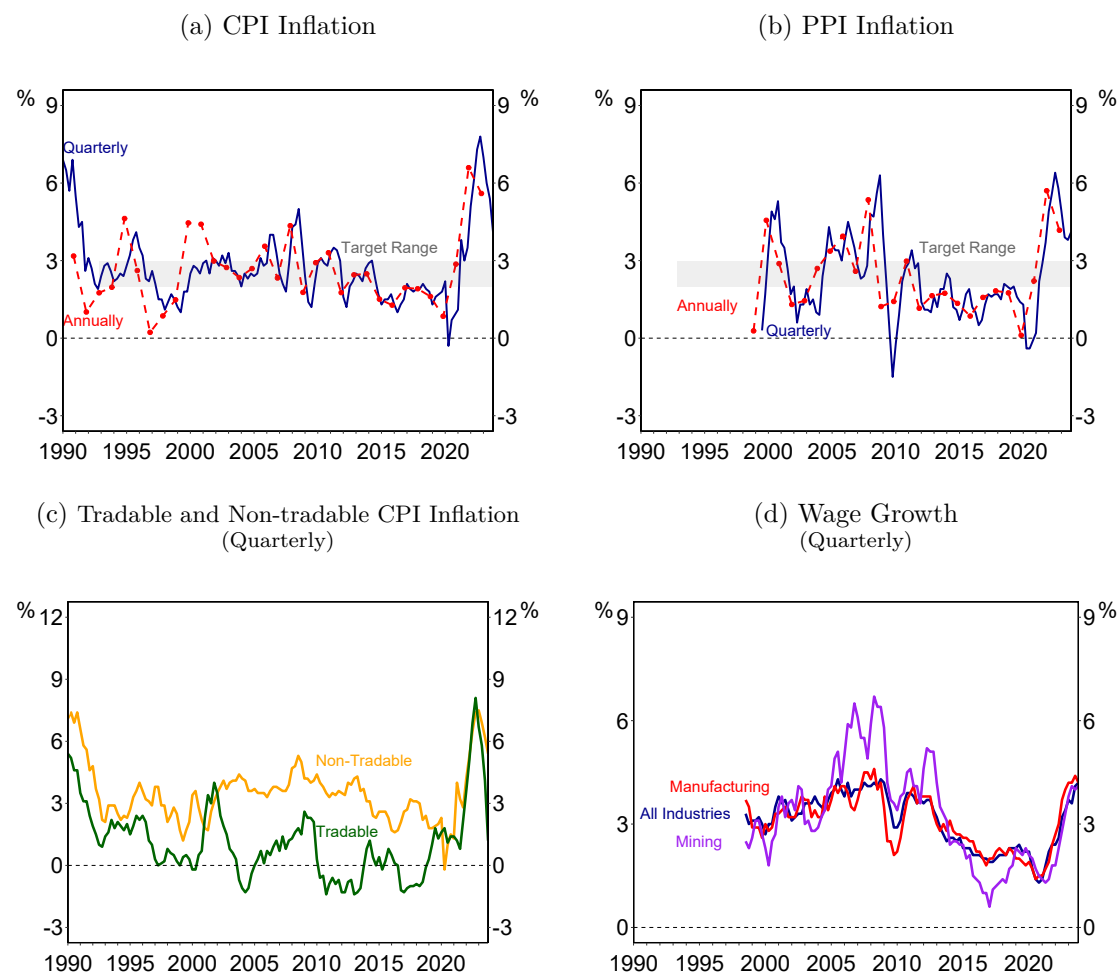 (a) CPI Inflation
%
%
9
9
Quarterly
6
6
Target Range
3
3
Annually
0
0
-3
-3
1990 1995 2000 2005 2010 2015 2020
(b) PPI Inflation
%
%
9
9
6
6
Target Range
3
3
Annually
Quarterly
0
0
-3
-3
1990 1995 2000 2005 2010 2015 2020
(c) Tradable and Non-tradable CPI Inflation
(Quarterly)
%
%
12
12
9
9
6
6
Non-Tradable
3
3
Tradable
0
0
-3
-3
1990 1995 2000 2005 2010 2015 2020
(d) Wage Growth
(Quarterly)
%
%
9
9
6
6
Manufacturing
All Industries
3
3
Mining
0
0
1990 1995 2000 2005 2010 2015 2020